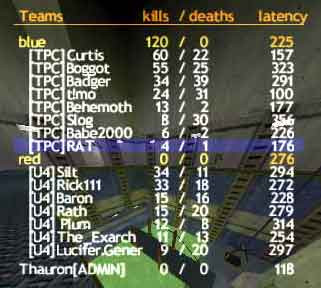 Teams kills / deaths latency
blue 120 / 0 225
[TPC]Curtis 60 / 22 157
[TPC]Boggot 55 / 25 323
[TPC]Badger 34 / 39 291
[TPC]t!mo 24 / 31 100
[TPC]Behemoth 13 / 2 177
[TPC]Slog 8 / 30 356
[TPC]Babe2000 6 / -2 226
[TPC]RAT 4 / 1 176
red 0 / 0 276
[U4]Silt 34 / 11 294
[U4]Rick111 33 / 18 272
[U4]Baron 15 / 16 228
[U4]Rath 15 / 20 279
[U4]_Plum 12 / 8 314
[U4]The_Exarch 11 / 13 254
[U4]Lucifer.Gener 9 / 20 297
Thauron[ADMIN] 0 / 0 118